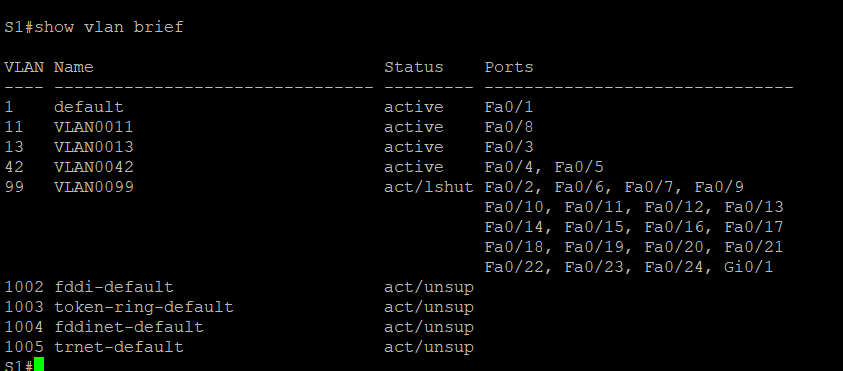 S1#show vlan brief
VLAN Name                             Status    Ports
---- -------------------------------- --------- -------------------------------
1    default                          active    Fa0/1
11   VLAN0011                         active    Fa0/8
13   VLAN0013                         active    Fa0/3
42   VLAN0042                         active    Fa0/4, Fa0/5
99   VLAN0099                         act/lshut Fa0/2, Fa0/6, Fa0/7, Fa0/9
                                                Fa0/10, Fa0/11, Fa0/12, Fa0/13
                                                Fa0/14, Fa0/15, Fa0/16, Fa0/17
                                                Fa0/18, Fa0/19, Fa0/20, Fa0/21
                                                Fa0/22, Fa0/23, Fa0/24, Gi0/1
1002 fddi-default                     act/unsup
1003 token-ring-default               act/unsup
1004 fddinet-default                  act/unsup
1005 trnet-default                    act/unsup
S1#